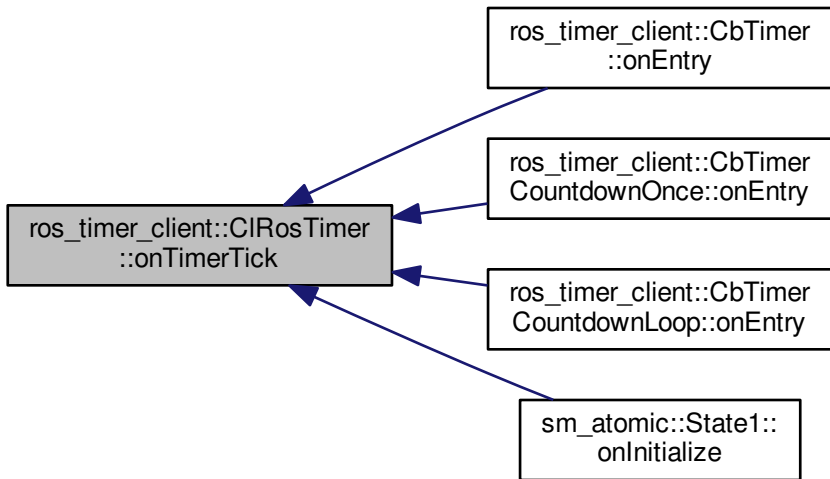 ros_timer_client::CbTimer
::onEntry
ros_timer_client::CbTimer
CountdownOnce::onEntry
ros_timer_client::ClRosTimer
::onTimerTick
ros_timer_client::CbTimer
CountdownLoop::onEntry
sm_atomic::State1::
onInitialize